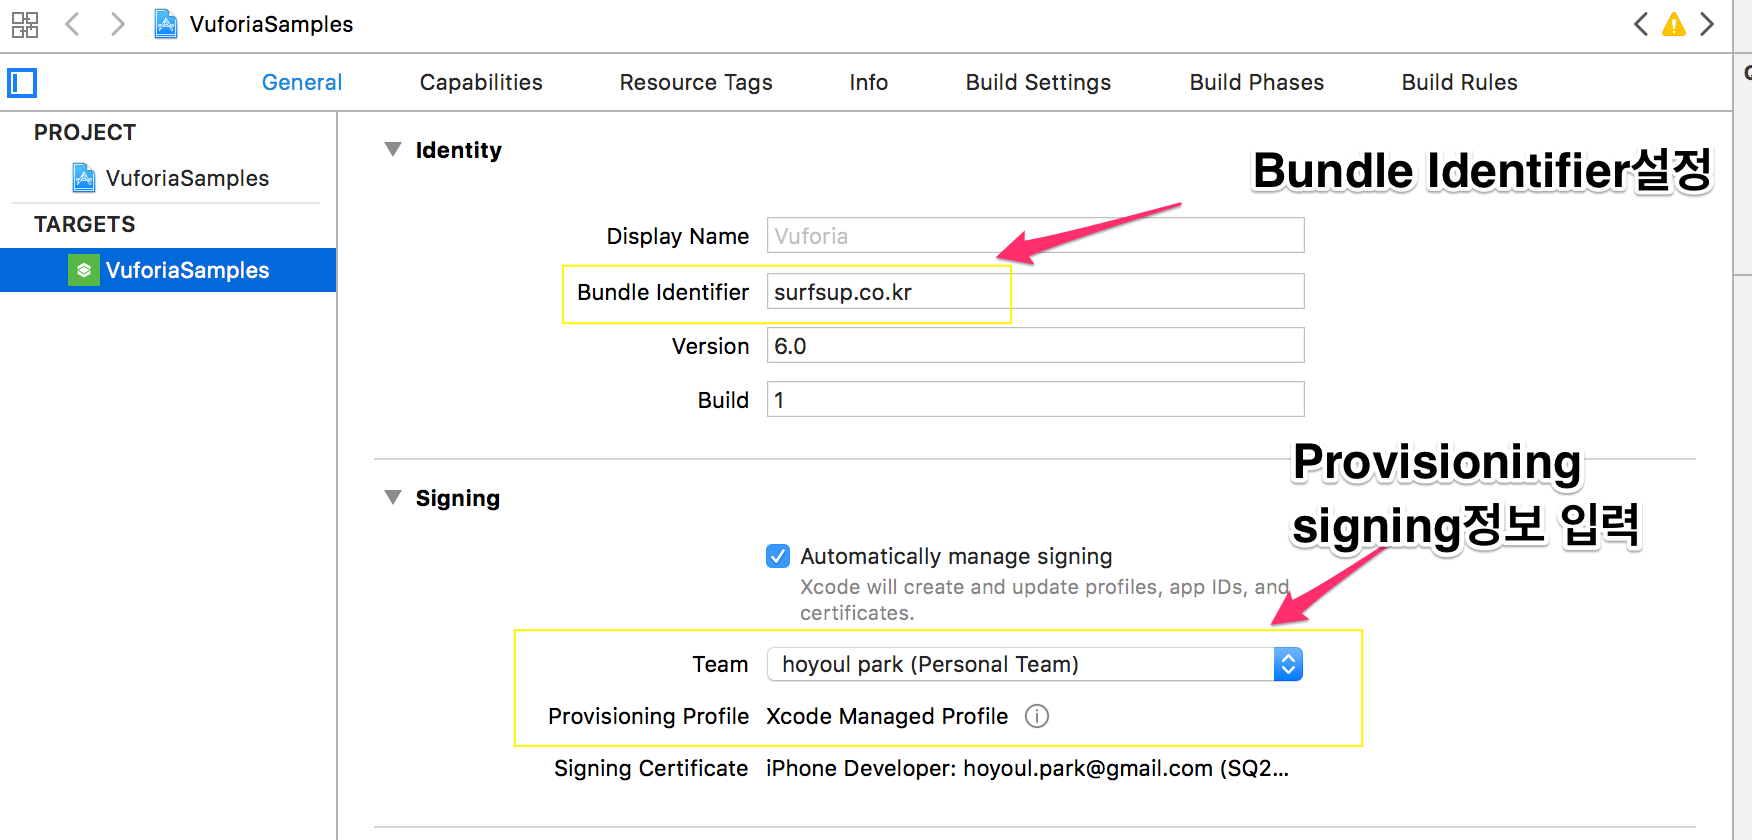 VuforiaSamples
General Capabilities Resource Tags Info Build Settings Build Phases Build Rules
PROJECT
VuforiaSamples
TARGETS
VuforiaSamples
Identity
Bundle Identifier설정
Display Name Vuforia
Bundle Identifier surfsup.co.kr
Version 6.0
Build 1
Provisioning
signing정보 입력
Signing
Automatically manage signing
Xcode will create and update profiles, app IDs, and
certificates.
Team hoyoul park (Personal Team)
Provisioning Profile Xcode Managed Profile
Signing Certificate iPhone Developer: hoyoul.park@gmail.com (SQ2...